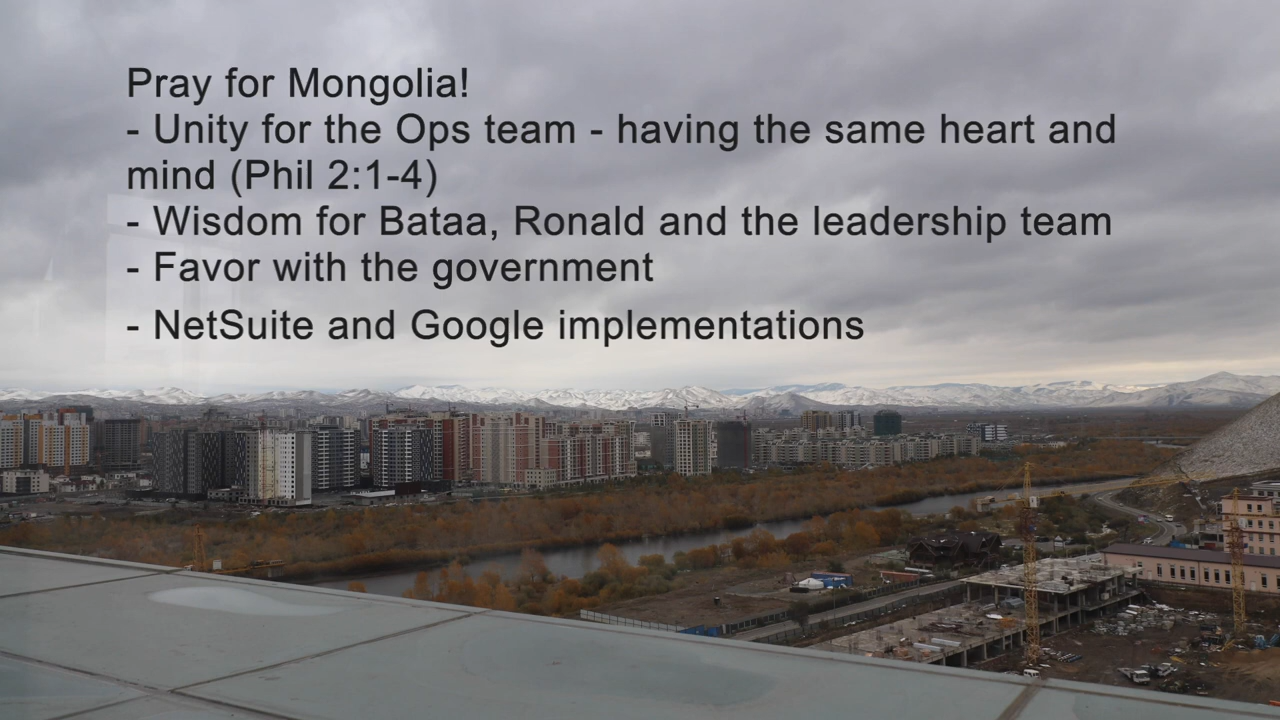 Pray for Mongolia!
- Unity for the Ops team - having the same heart and
mind (Phil 2:1-4)
- Wisdom for Bataa, Ronald and the leadership team
- Favor with the government
- NetSuite and Google implementations